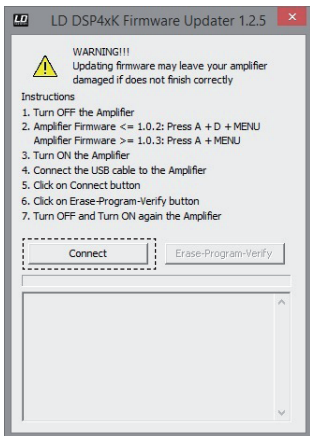 LD LD DSP4xK Firmware Updater 1.2.5
WARNING!!!
Updating firmware may leave your amplifier
damaged if does not finish correctly
Instructions
1. Turn OFF the Amplifier
2. Amplifier Firmware <= 1.0.2: Press A + D + MENU
Amplifier Firmware >= 1.0.3: Press A + MENU
3. Turn ON the Amplifier
4. Connect the USB cable to the Amplifier
5. Click on Connect button
6. Click on Erase-Program-Verify button
7. Turn OFF and Turn ON again the Amplifier
Connect
Erase-Program-Verify